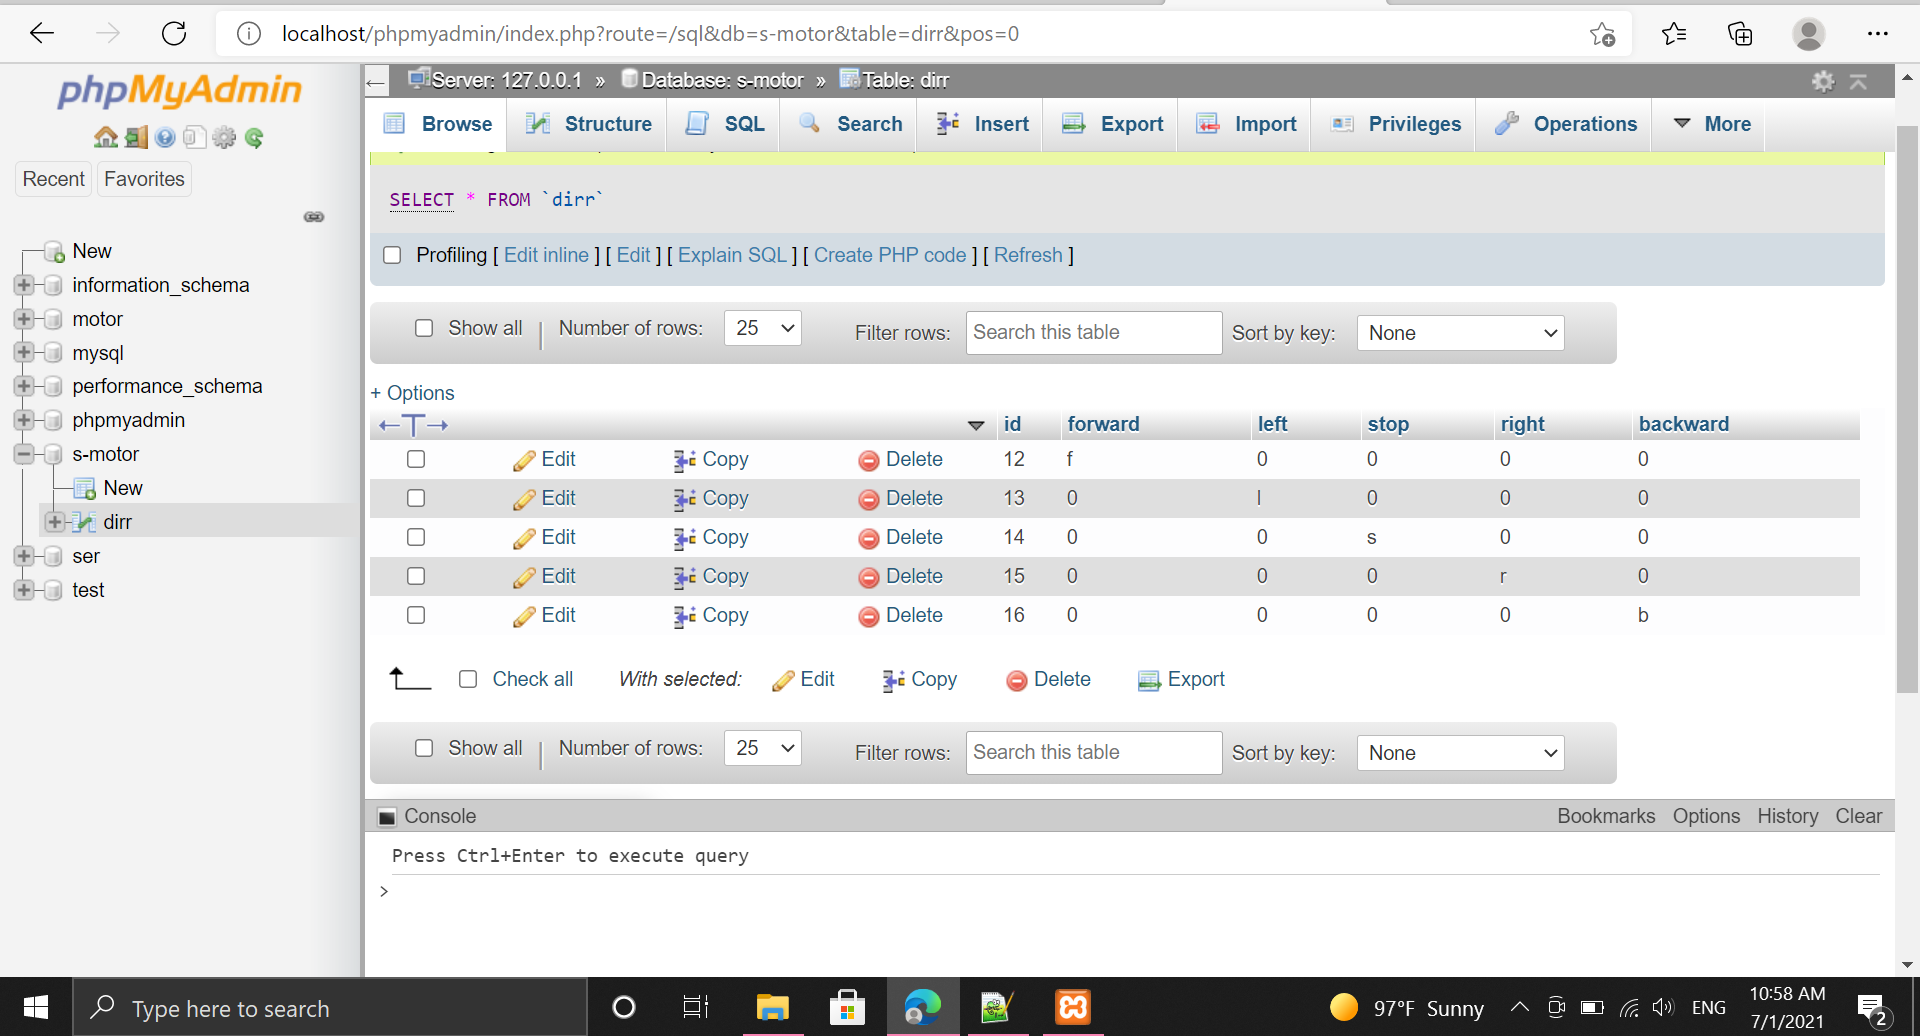 localhost/phpmyadmin/index.php?route=/sql&db=s-motor&table=dirr&pos=0
phpMyAdmin
Recent Favorites
New
information_schema
motor
mysql
performance_schema
phpmyadmin
s-motor
New
dirr
ser
test
Server: 127.0.0.1 » Database: s-motor » Table: dirr
Browse Structure SQL Search Insert Export Import Privileges Operations More
SELECT * FROM `dirr`
Profiling [ Edit inline ] [ Edit ] [ Explain SQL ] [ Create PHP code ] [ Refresh ]
Show all Number of rows: 25 Filter rows: Search this table Sort by key: None
+ Options
←T→ id forward left stop right backward
Edit Copy Delete 12 f 0 0 0 0
Edit Copy Delete 13 0 l 0 0 0
Edit Copy Delete 14 0 0 s 0 0
Edit Copy Delete 15 0 0 0 r 0
Edit Copy Delete 16 0 0 0 0 b
Check all With selected: Edit Copy Delete Export
Show all Number of rows: 25 Filter rows: Search this table Sort by key: None
Console Bookmarks Options History Clear
Press Ctrl+Enter to execute query
>
Type here to search
97°F Sunny
ENG
10:58 AM
7/1/2021
2